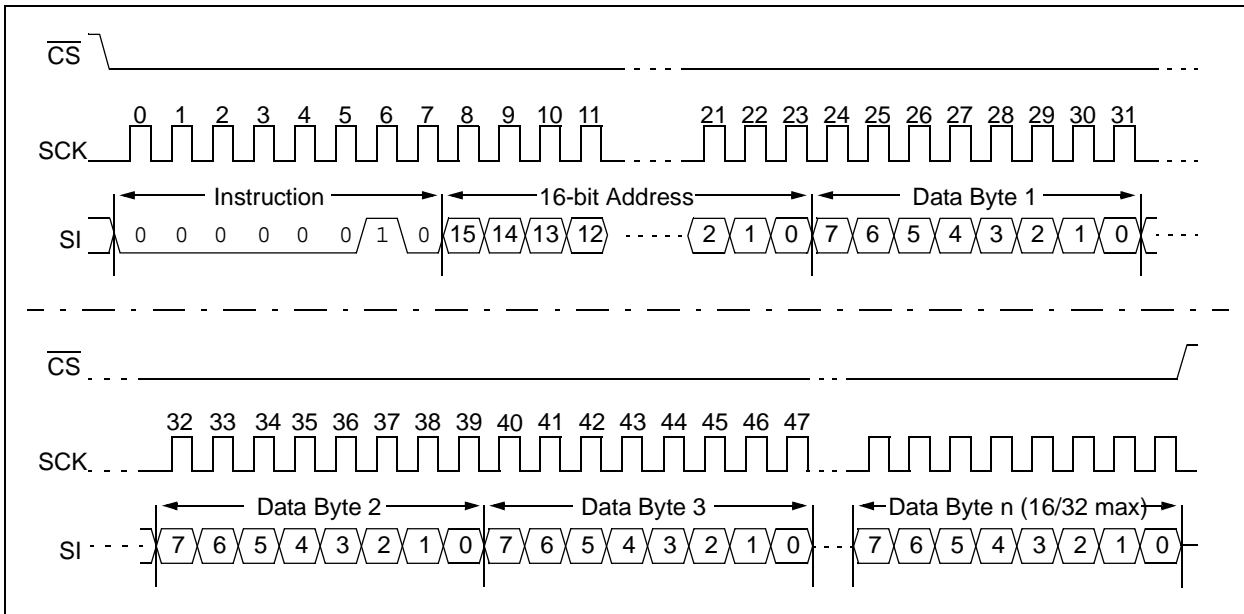 CS
0 1 2 3 4 5 6 7 8 9 10 11 21 22 23 24 25 26 27 28 29 30 31
SCK
Instruction 16-bit Address Data Byte 1
SI 0 0 0 0 0 0 1 0 15 14 13 12 2 1 0 7 6 5 4 3 2 1 0
CS
32 33 34 35 36 37 38 39 40 41 42 43 44 45 46 47
SCK
Data Byte 2 Data Byte 3 Data Byte n (16/32 max)
SI 7 6 5 4 3 2 1 0 7 6 5 4 3 2 1 0 7 6 5 4 3 2 1 0